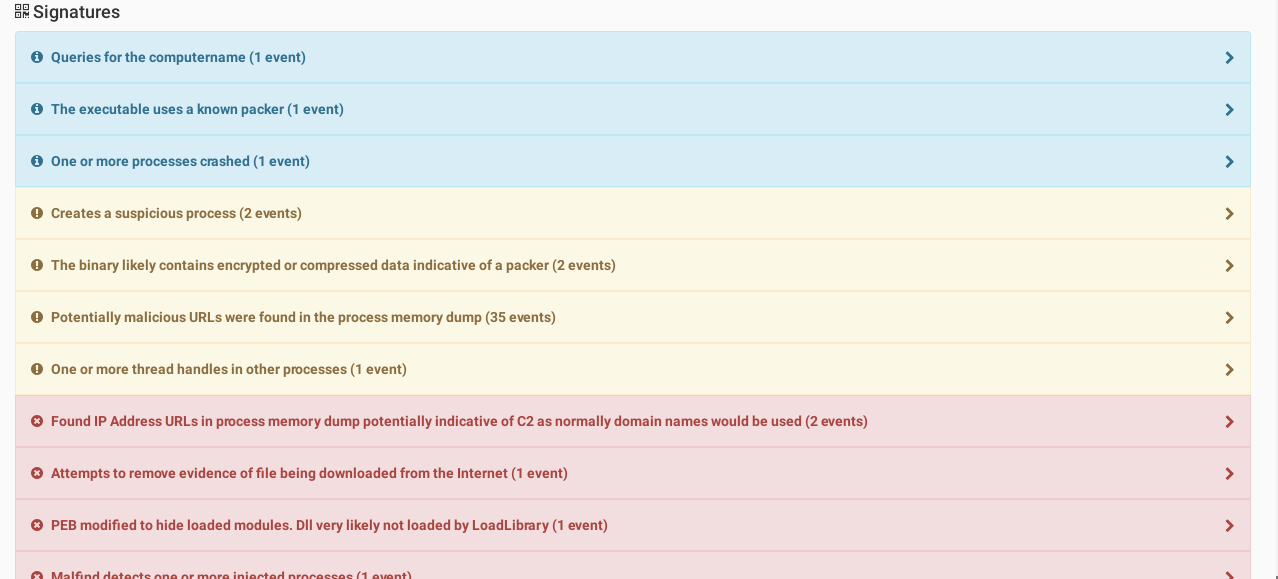 Signatures
Queries for the computername (1 event)
The executable uses a known packer (1 event)
One or more processes crashed (1 event)
Creates a suspicious process (2 events)
The binary likely contains encrypted or compressed data indicative of a packer (2 events)
Potentially malicious URLs were found in the process memory dump (35 events)
One or more thread handles in other processes (1 event)
Found IP Address URLs in process memory dump potentially indicative of C2 as normally domain names would be used (2 events)
Attempts to remove evidence of file being downloaded from the Internet (1 event)
PEB modified to hide loaded modules. Dll very likely not loaded by LoadLibrary (1 event)
Malfind detects one or more injected processes (1 event)